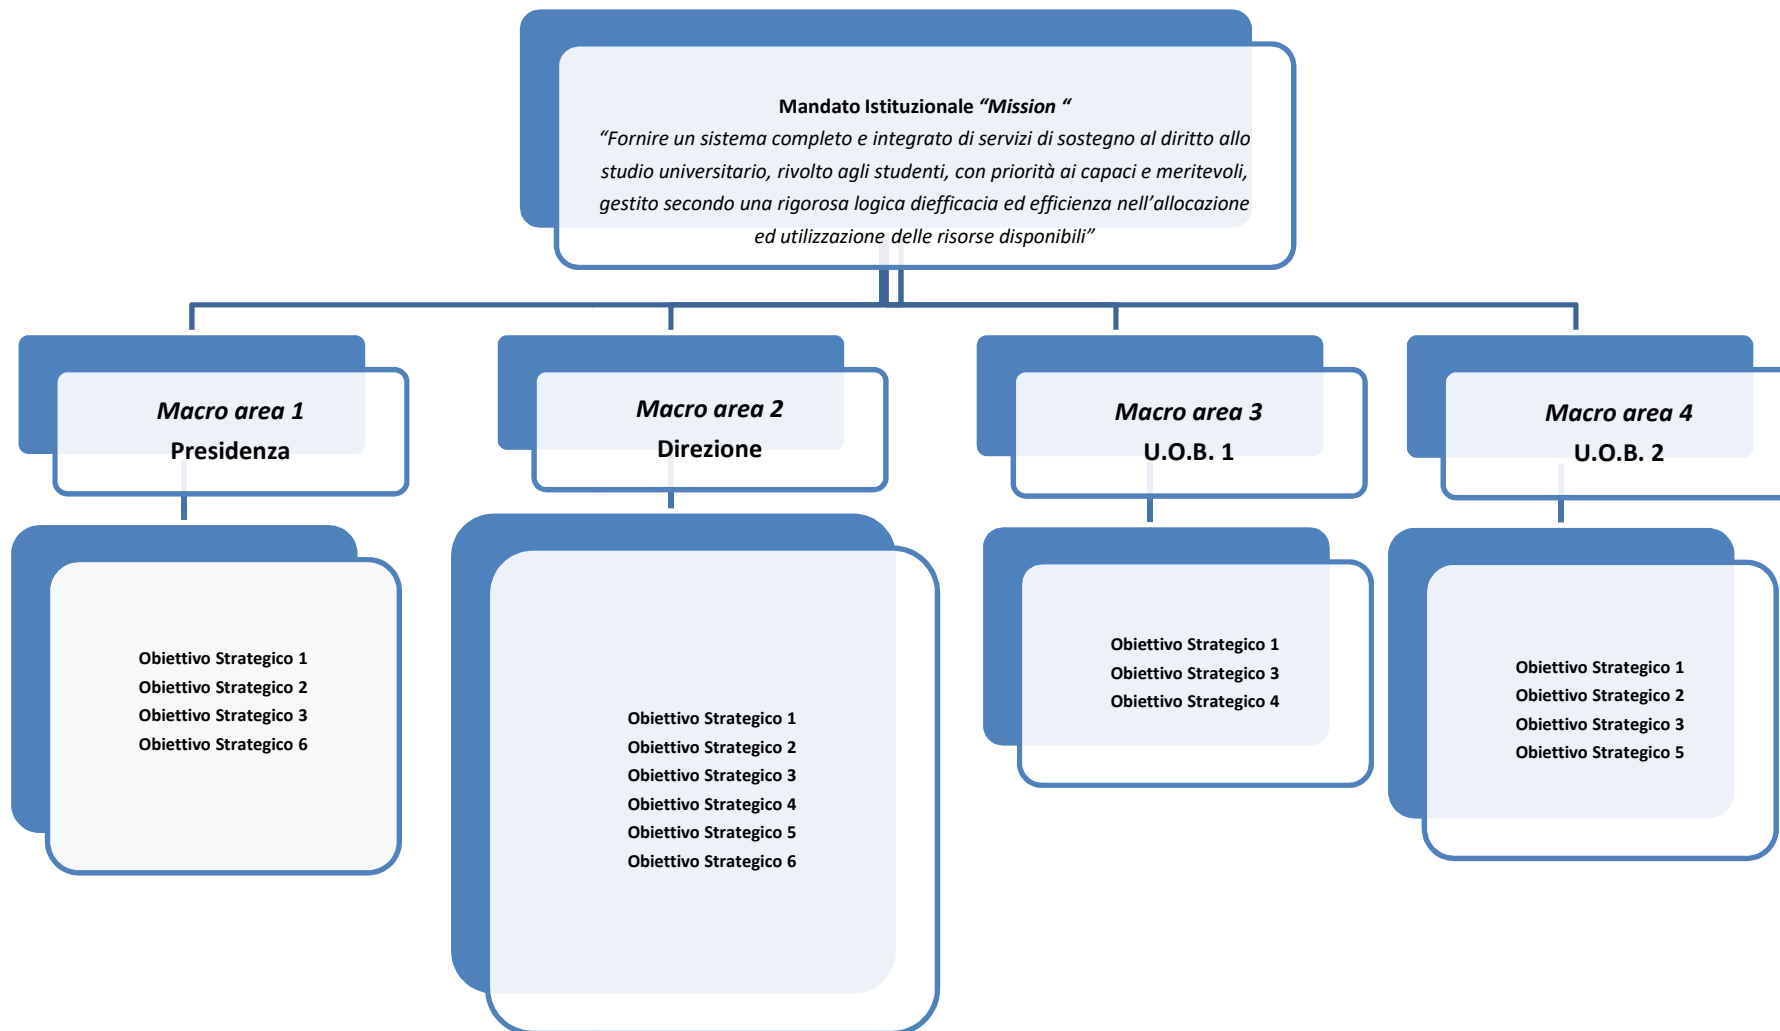 Mandato Istituzionale “Mission “
“Fornire un sistema completo e integrato di servizi di sostegno al diritto allo
studio universitario, rivolto agli studenti, con priorità ai capaci e meritevoli,
gestito secondo una rigorosa logica diefficacia ed efficienza nell’allocazione
ed utilizzazione delle risorse disponibili”
Macro area 1
Presidenza
Macro area 2
Direzione
Macro area 3
U.O.B. 1
Macro area 4
U.O.B. 2
Obiettivo Strategico 1
Obiettivo Strategico 2
Obiettivo Strategico 3
Obiettivo Strategico 6
Obiettivo Strategico 1
Obiettivo Strategico 2
Obiettivo Strategico 3
Obiettivo Strategico 4
Obiettivo Strategico 5
Obiettivo Strategico 6
Obiettivo Strategico 1
Obiettivo Strategico 3
Obiettivo Strategico 4
Obiettivo Strategico 1
Obiettivo Strategico 2
Obiettivo Strategico 3
Obiettivo Strategico 5